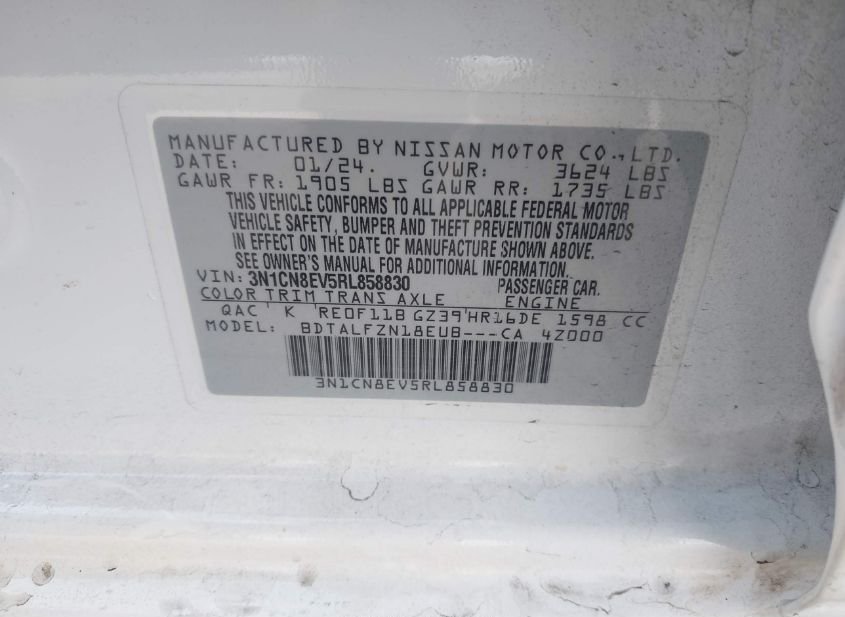 MANUFACTURED BY NISSAN MOTOR CO., LTD.
DATE: 01/24. GVWR: 3624 LBS
GAWR FR: 1905 LBS GAWR RR: 1735 LBS
THIS VEHICLE CONFORMS TO ALL APPLICABLE FEDERAL MOTOR
VEHICLE SAFETY, BUMPER AND THEFT PREVENTION STANDARDS
IN EFFECT ON THE DATE OF MANUFACTURE SHOWN ABOVE.
SEE OWNER'S MANUAL FOR ADDITIONAL INFORMATION.
VIN: 3N1CN8EV5RL858830 PASSENGER CAR.
COLOR TRIM TRANS AXLE ENGINE
QAC K RE0F11B GZ39 HR16DE 1598 CC
MODEL: BDTALFZN18EUB---CA 4Z000
3N1CN8EV5RL858830